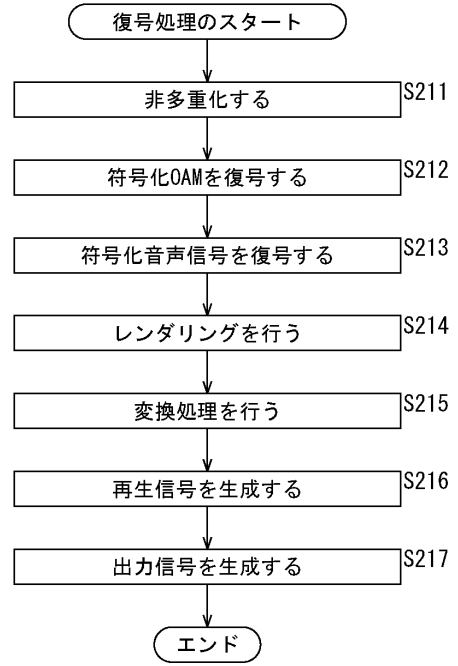 復号処理のスタート
非多重化する S211
符号化OAMを復号する S212
符号化音声信号を復号する S213
レンダリングを行う S214
変換処理を行う S215
再生信号を生成する S216
出力信号を生成する S217
エンド